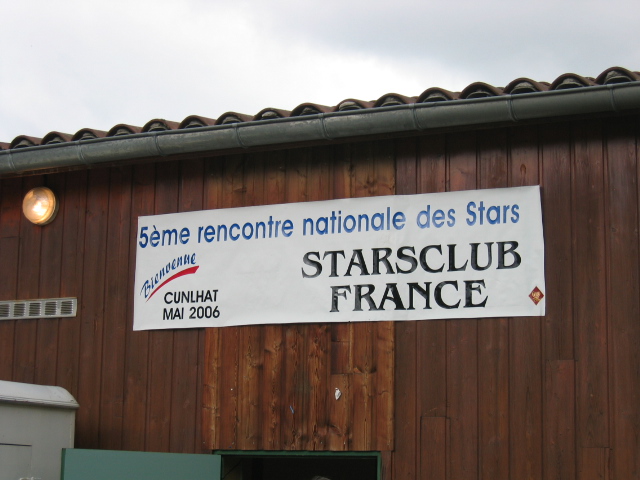 5ème rencontre nationale des Stars
Bienvenue
STARSCLUB
FRANCE
CUNLHAT
MAI 2006